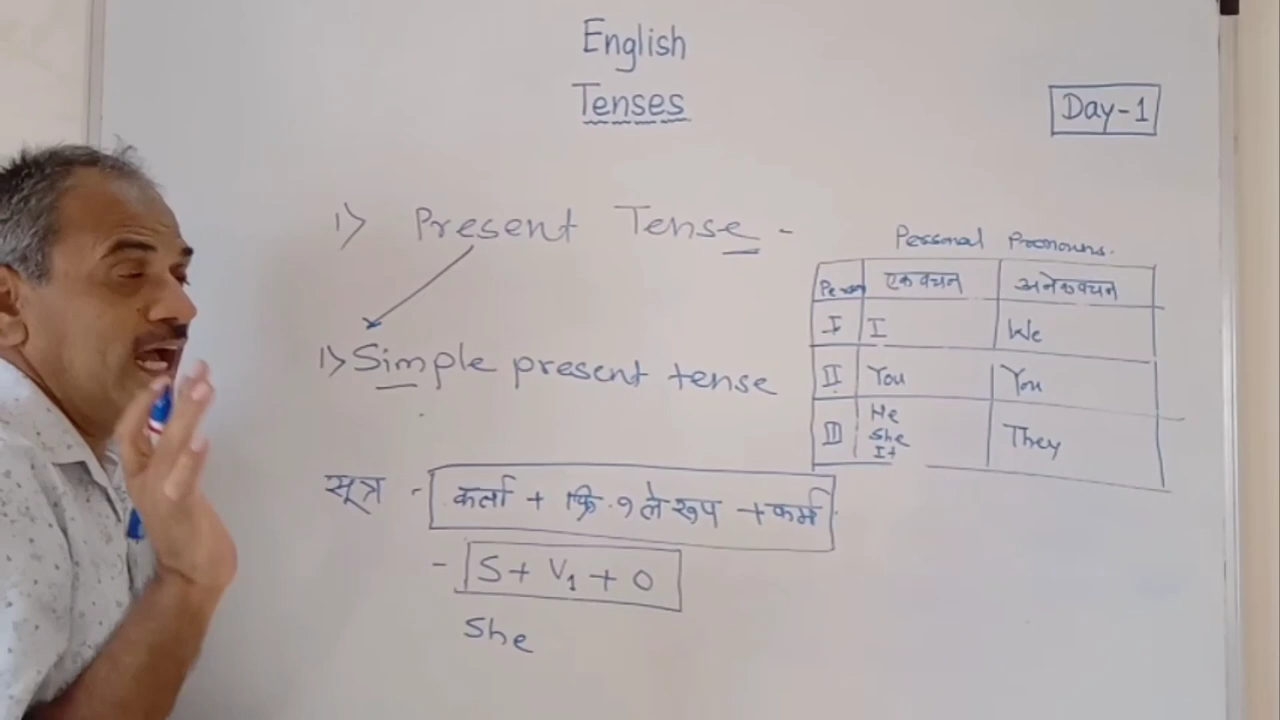 English
Tenses
Day-1
1) Present Tense -
1) Simple present tense
Personal Pronouns.
Person एकवचन अनेकवचन
I I We
II You You
III He She It They
सूत्र - कर्ता + क्रि. १ ले रूप + कर्म
- S + V₁ + O
She